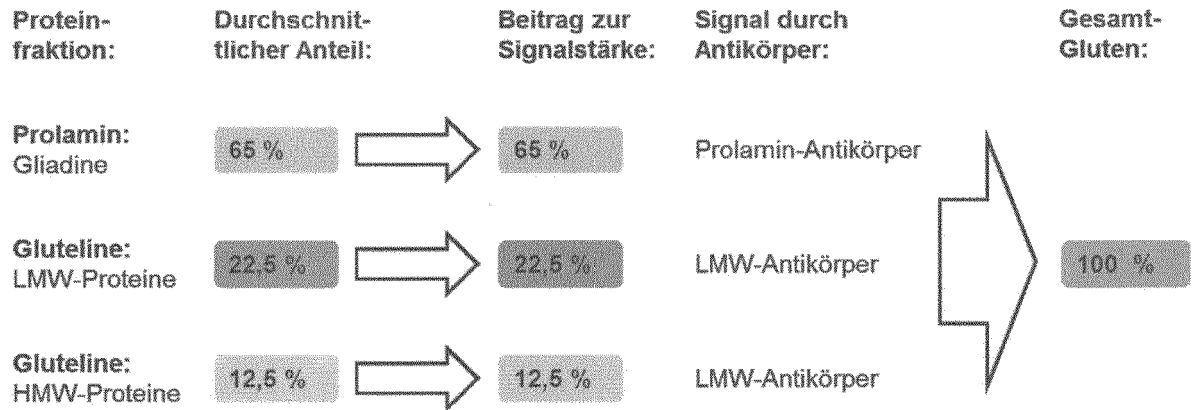 Protein-
fraktion:
Durchschnit-
tlicher Anteil:
Beitrag zur
Signalstärke:
Signal durch
Antikörper:
Gesamt-
Gluten:
Prolamin:
Gliadine
65 %
65 %
Prolamin-Antikörper
Gluteline:
LMW-Proteine
22,5 %
22,5 %
LMW-Antikörper
100 %
Gluteline:
HMW-Proteine
12,5 %
12,5 %
LMW-Antikörper